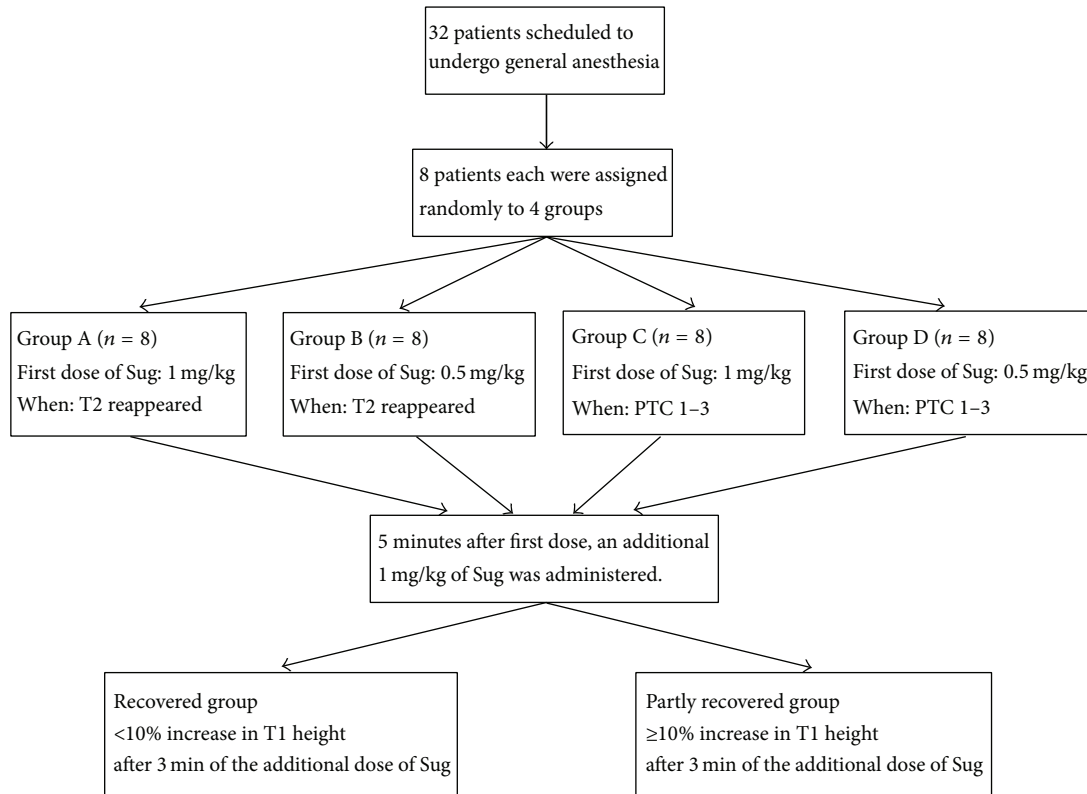 32 patients scheduled to
undergo general anesthesia
8 patients each were assigned
randomly to 4 groups
Group A (n = 8)
First dose of Sug: 1 mg/kg
When: T2 reappeared
Group B (n = 8)
First dose of Sug: 0.5 mg/kg
When: T2 reappeared
Group C (n = 8)
First dose of Sug: 1 mg/kg
When: PTC 1–3
Group D (n = 8)
First dose of Sug: 0.5 mg/kg
When: PTC 1–3
5 minutes after first dose, an additional
1 mg/kg of Sug was administered.
Recovered group
<10% increase in T1 height
after 3 min of the additional dose of Sug
Partly recovered group
≥10% increase in T1 height
after 3 min of the additional dose of Sug